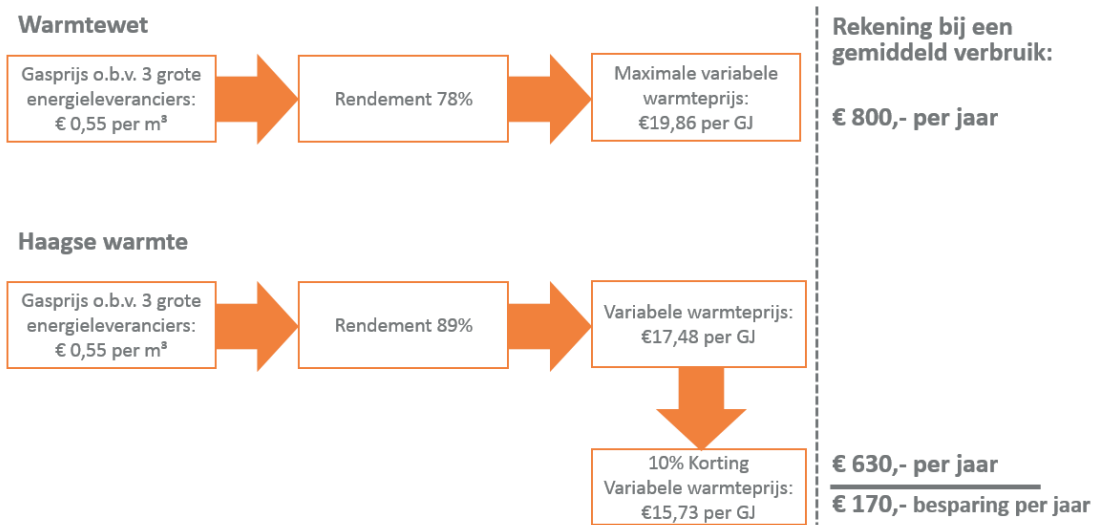 Warmtewet
Gasprijs o.b.v. 3 grote
energieleveranciers:
€ 0,55 per m³
Rendement 78%
Maximale variabele
warmteprijs:
€19,86 per GJ
Rekening bij een
gemiddeld verbruik:
€ 800,- per jaar
Haagse warmte
Gasprijs o.b.v. 3 grote
energieleveranciers:
€ 0,55 per m³
Rendement 89%
Variabele warmteprijs:
€17,48 per GJ
10% Korting
Variabele warmteprijs:
€15,73 per GJ
€ 630,- per jaar
€ 170,- besparing per jaar